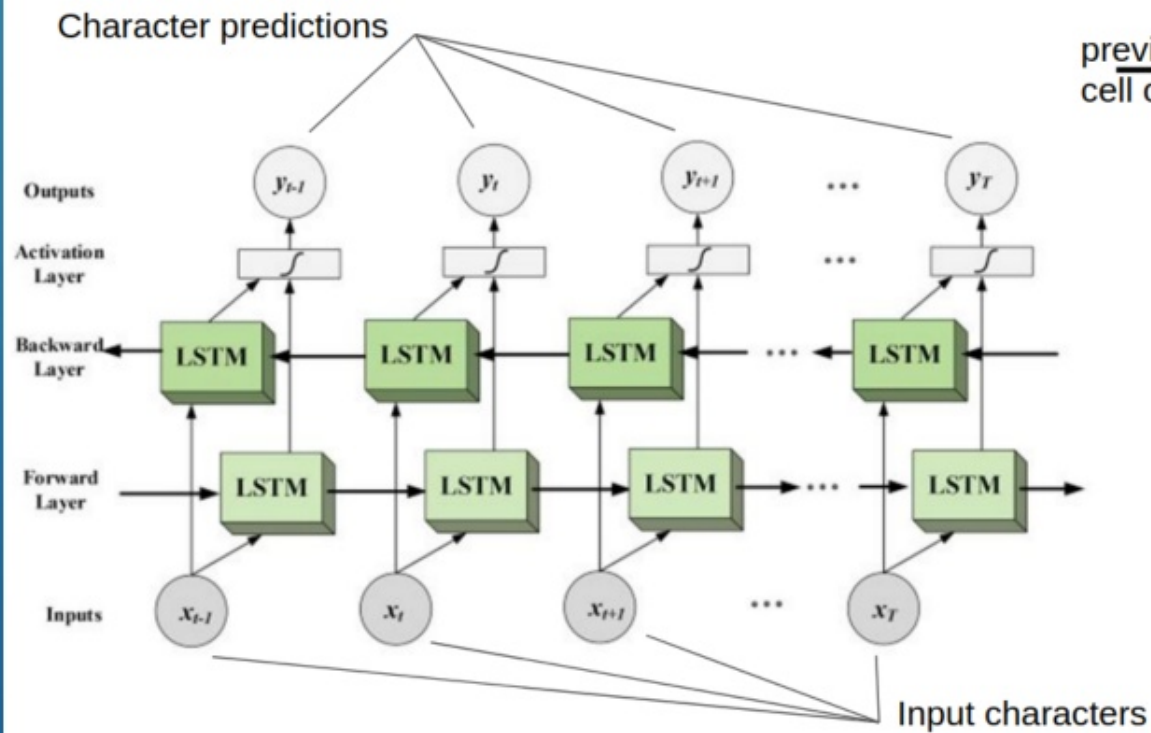 Character predictions
previ
cell c
Outputs
y_{t-1} y_t y_{t+1} ... y_T
Activation
Layer
...
Backward
Layer
LSTM LSTM LSTM ... LSTM
Forward
Layer
LSTM LSTM LSTM ... LSTM
Inputs
x_{t-1} x_t x_{t+1} ... x_T
Input characters